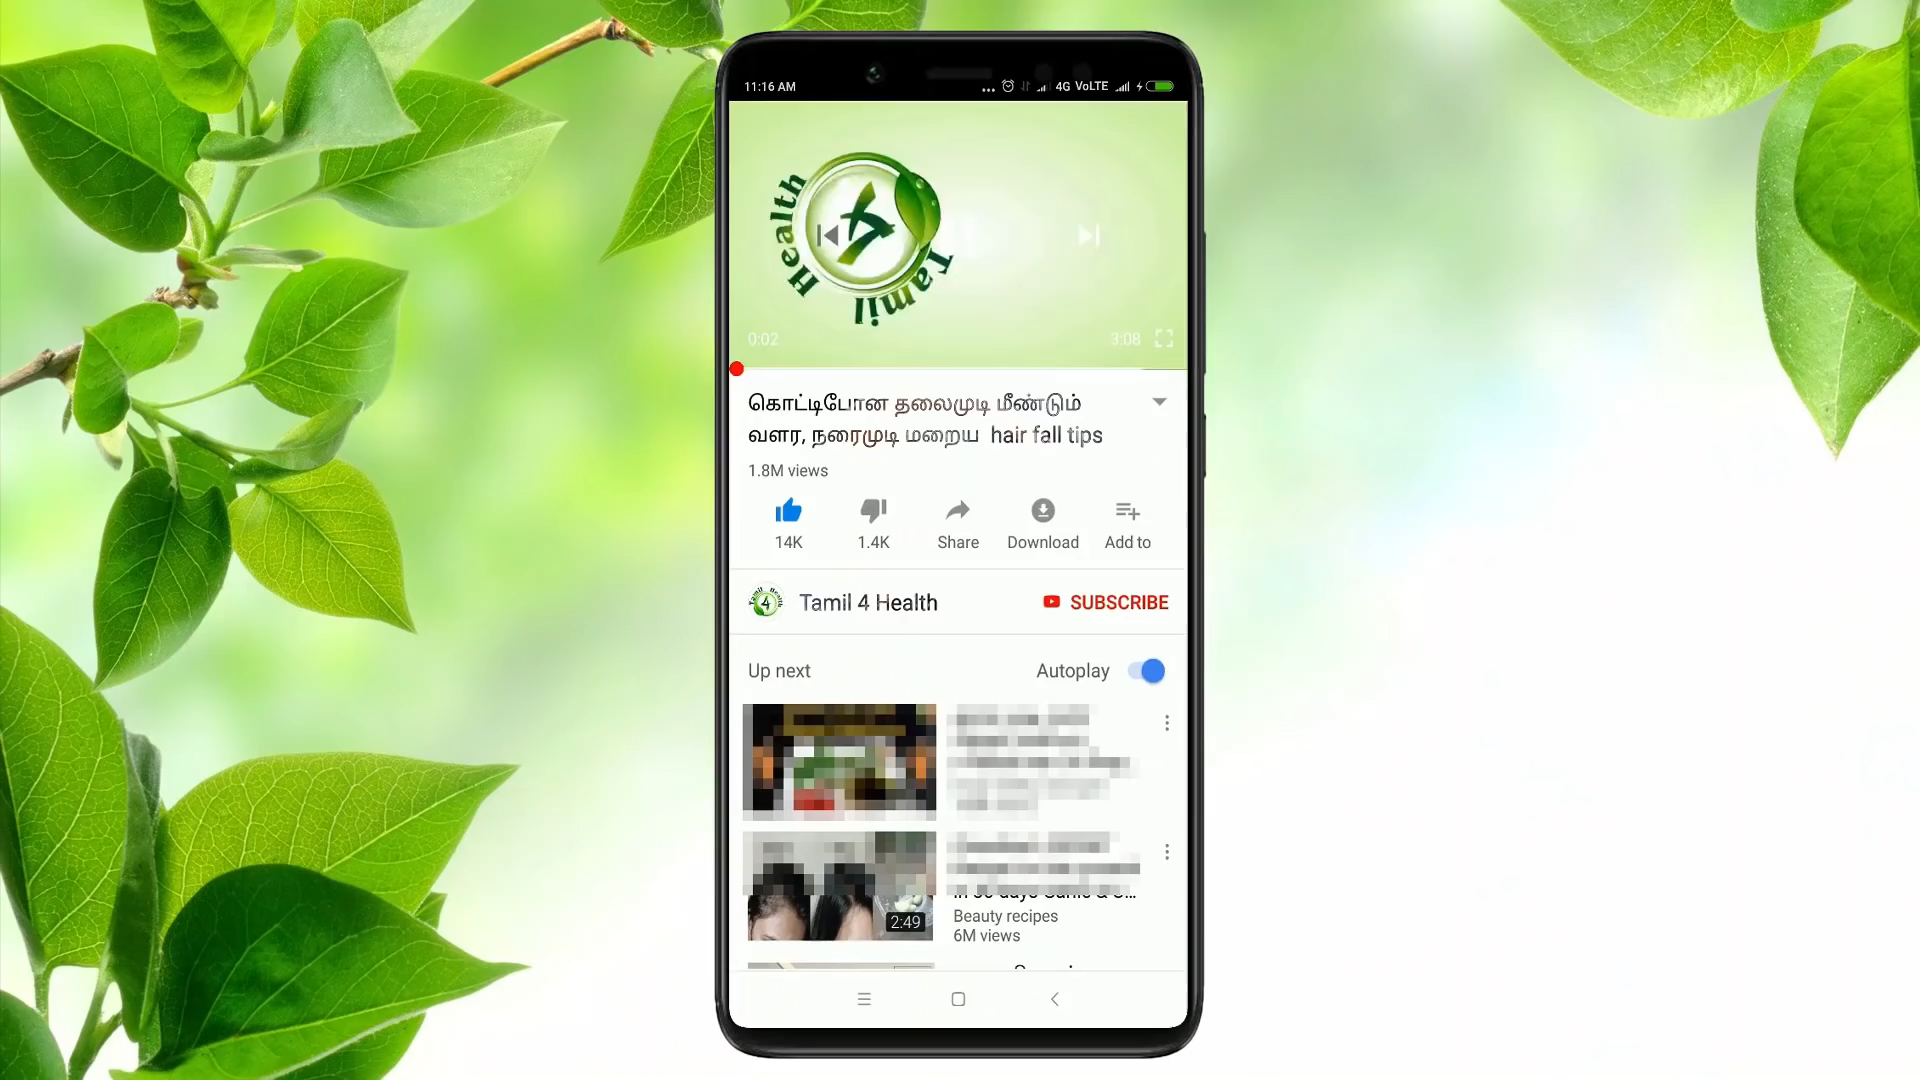 11:16 AM
4G VoLTE
Tamil 4 Health
0:02
3:08
கொட்டிபோன தலைமுடி மீண்டும்
வளர, நரைமுடி மறைய hair fall tips
1.8M views
14K
1.4K
Share
Download
Add to
Tamil 4 Health
SUBSCRIBE
Up next
Autoplay
2:49
Beauty recipes
6M views